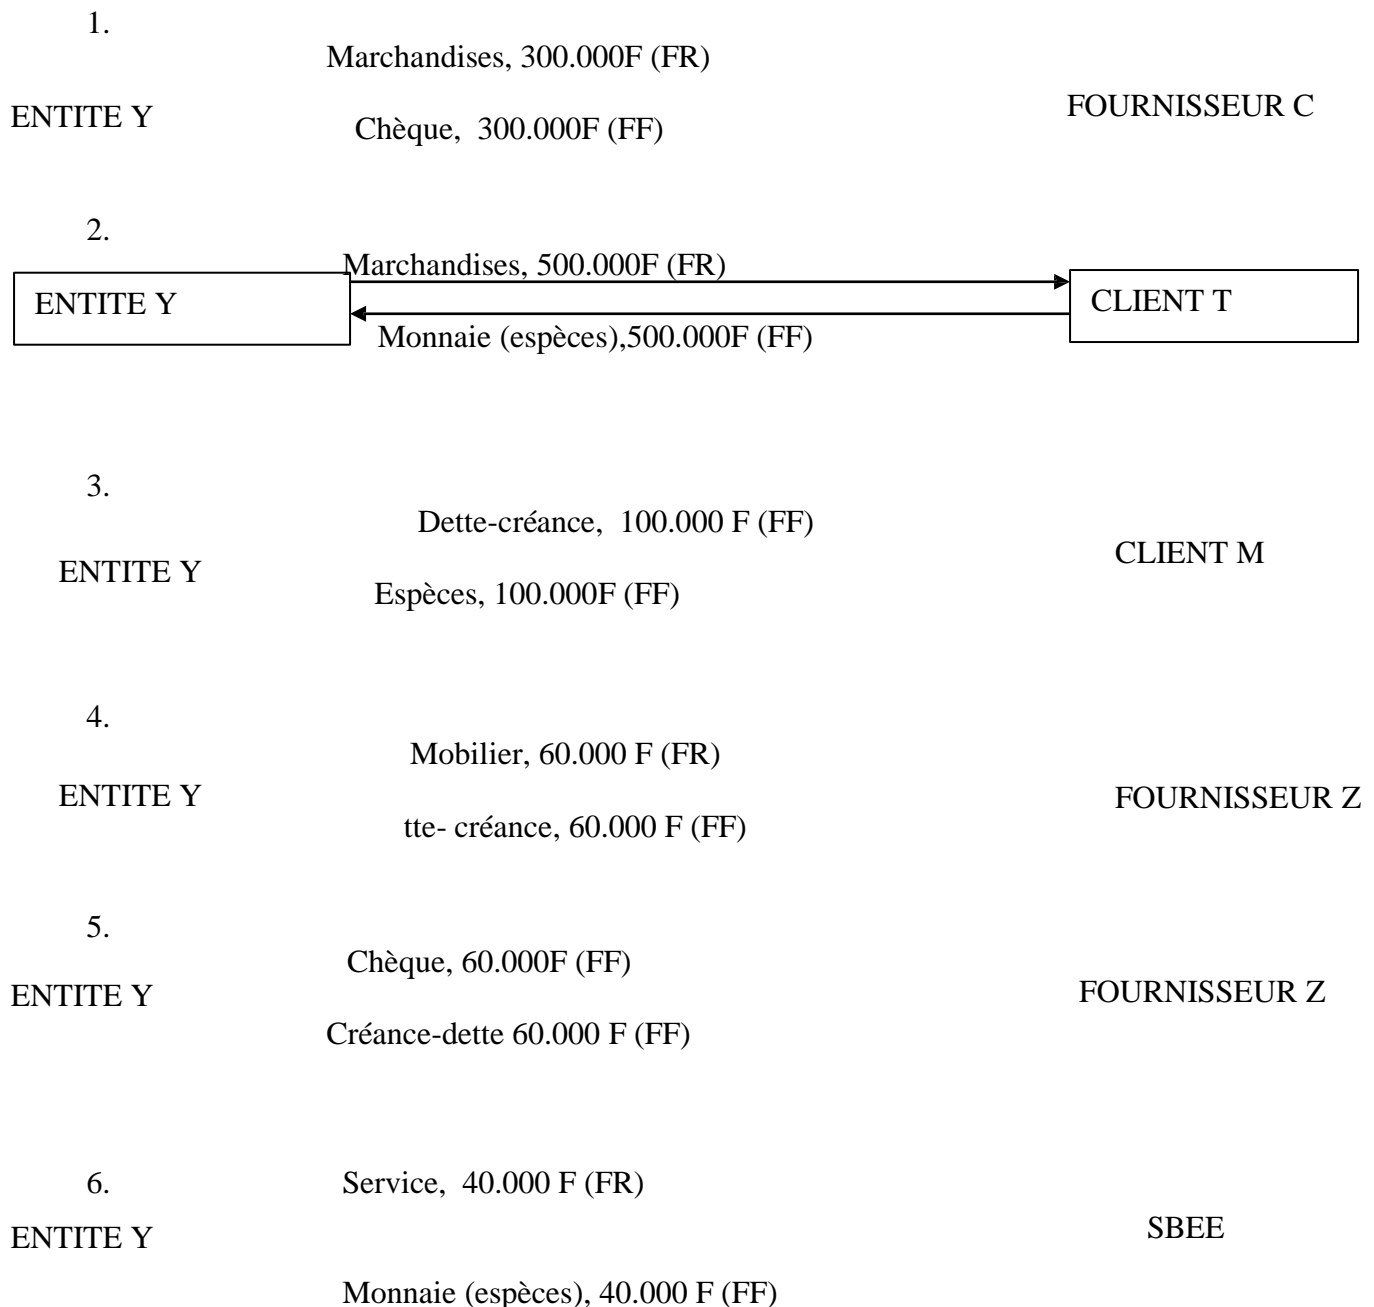 1.
Marchandises, 300.000F (FR)
ENTITE Y
FOURNISSEUR C
Chèque, 300.000F (FF)
2.
Marchandises, 500.000F (FR)
ENTITE Y
CLIENT T
Monnaie (espèces),500.000F (FF)
3.
Dette-créance, 100.000 F (FF)
ENTITE Y
CLIENT M
Espèces, 100.000F (FF)
4.
Mobilier, 60.000 F (FR)
ENTITE Y
FOURNISSEUR Z
tte- créance, 60.000 F (FF)
5.
Chèque, 60.000F (FF)
ENTITE Y
FOURNISSEUR Z
Créance-dette 60.000 F (FF)
6.
Service, 40.000 F (FR)
ENTITE Y
SBEE
Monnaie (espèces), 40.000 F (FF)